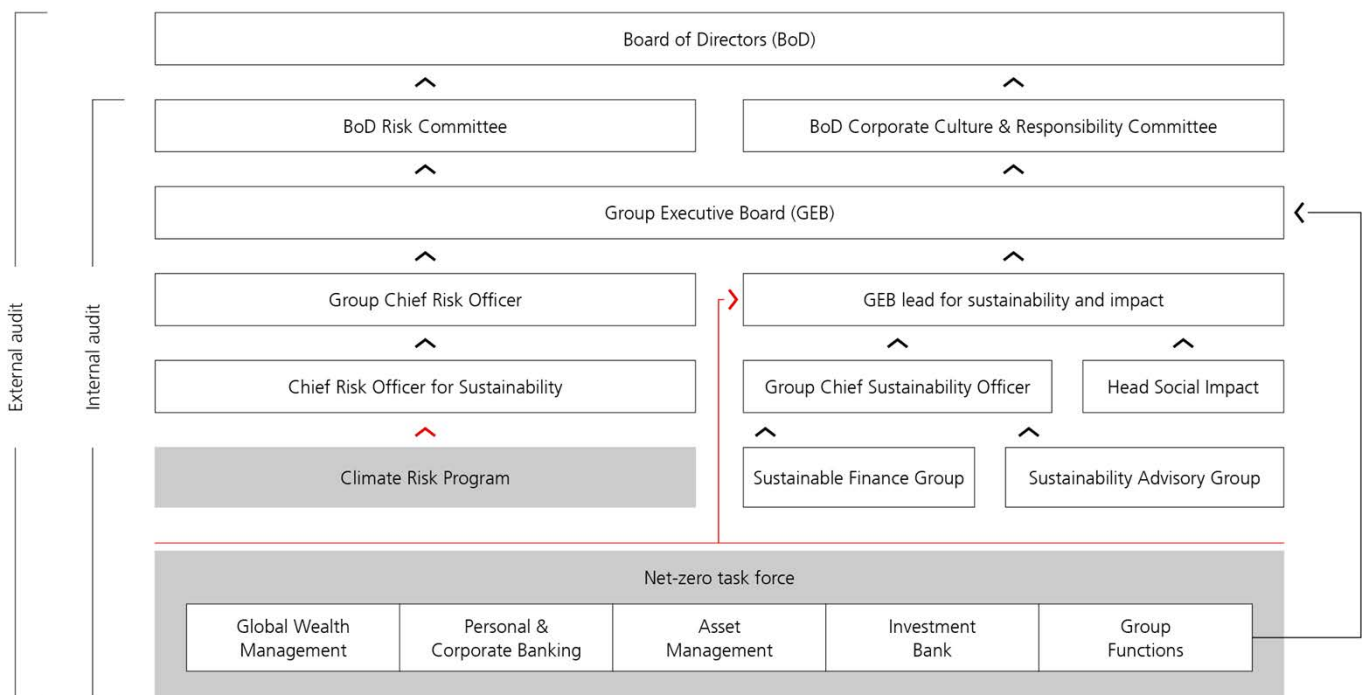 Board of Directors (BoD)
BoD Risk Committee
BoD Corporate Culture & Responsibility Committee
Group Executive Board (GEB)
External audit
Internal audit
Group Chief Risk Officer
GEB lead for sustainability and impact
Chief Risk Officer for Sustainability
Group Chief Sustainability Officer
Head Social Impact
Climate Risk Program
Sustainable Finance Group
Sustainability Advisory Group
Net-zero task force
Global Wealth
Management
Personal &
Corporate Banking
Asset
Management
Investment
Bank
Group
Functions